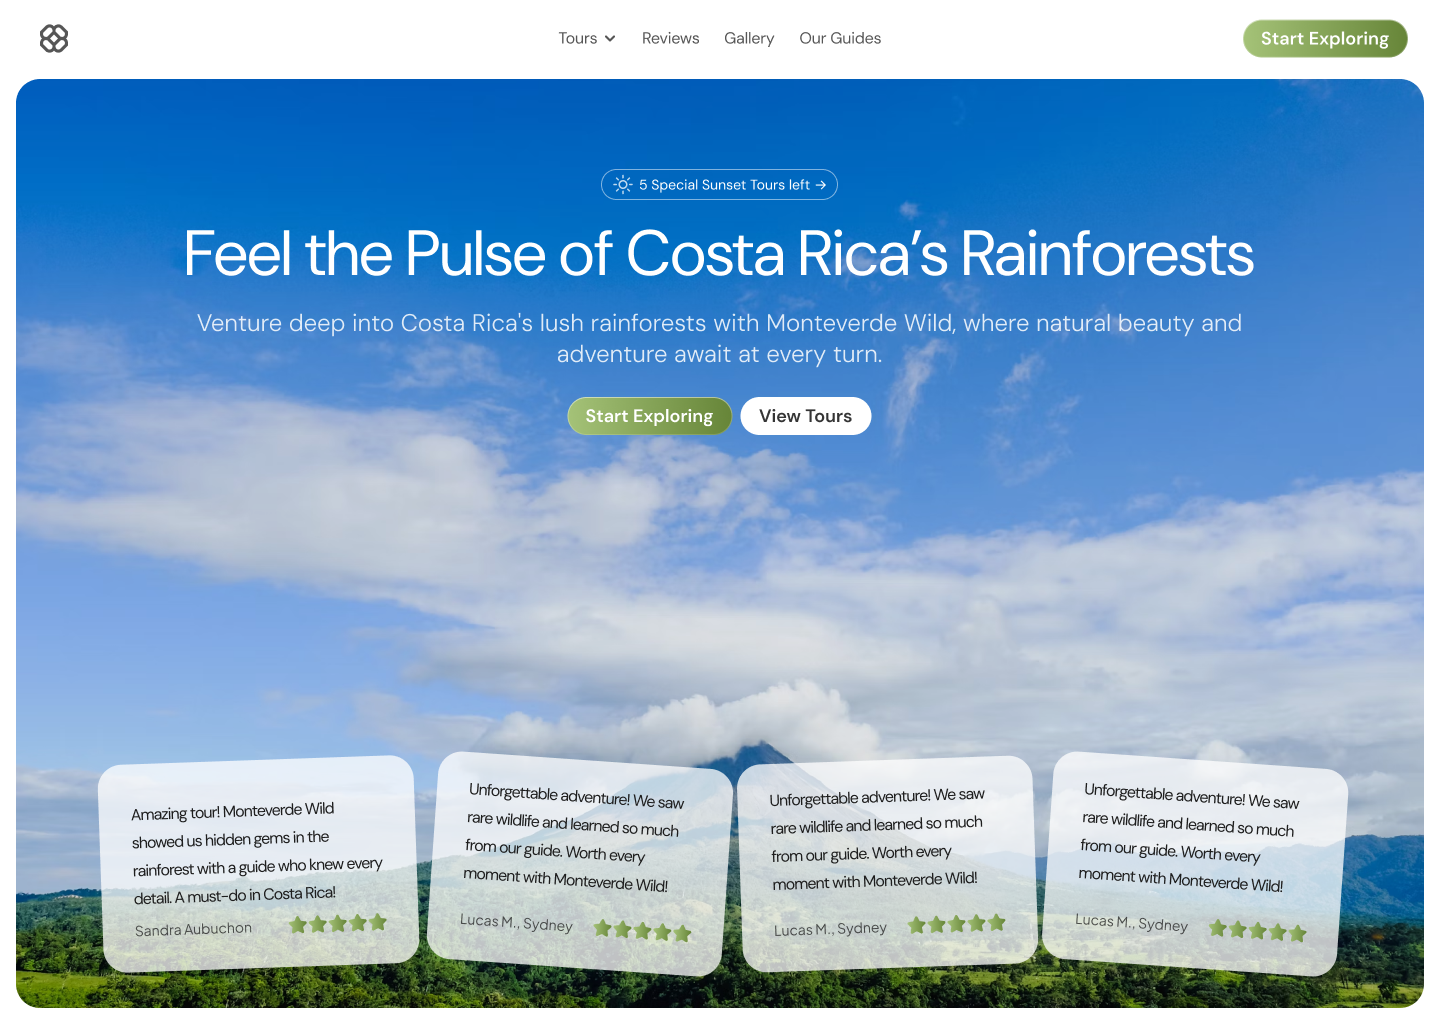 Tours
Reviews
Gallery
Our Guides
Start Exploring
5 Special Sunset Tours left →
Feel the Pulse of Costa Rica’s Rainforests
Venture deep into Costa Rica's lush rainforests with Monteverde Wild, where natural beauty and
adventure await at every turn.
Start Exploring
View Tours
Amazing tour! Monteverde Wild
showed us hidden gems in the
rainforest with a guide who knew every
detail. A must-do in Costa Rica!
Sandra Aubuchon
Unforgettable adventure! We saw
rare wildlife and learned so much
from our guide. Worth every
moment with Monteverde Wild!
Lucas M., Sydney
Unforgettable adventure! We saw
rare wildlife and learned so much
from our guide. Worth every
moment with Monteverde Wild!
Lucas M., Sydney
Unforgettable adventure! We saw
rare wildlife and learned so much
from our guide. Worth every
moment with Monteverde Wild!
Lucas M., Sydney